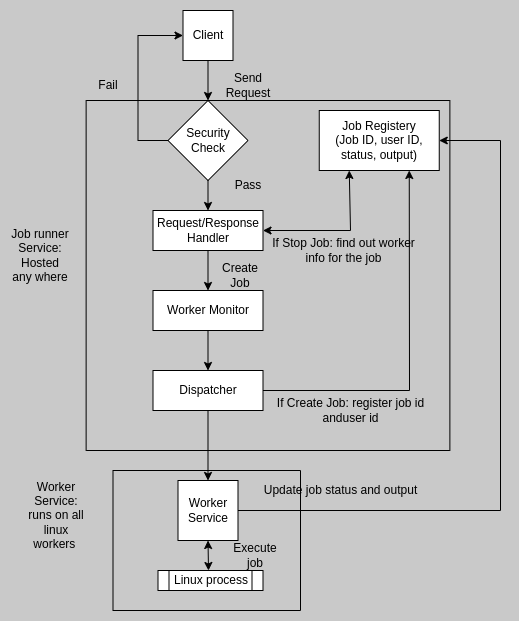 Client
Fail
Send
Request
Security
Check
Job Registery
(Job ID, user ID,
status, output)
Pass
Request/Response
Handler
If Stop Job: find out worker
info for the job
Job runner
Service:
Hosted
any where
Create
Job
Worker Monitor
Dispatcher
If Create Job: register job id
anduser id
Worker
Service:
runs on all
linux
workers
Update job status and output
Worker
Service
Execute
job
Linux process